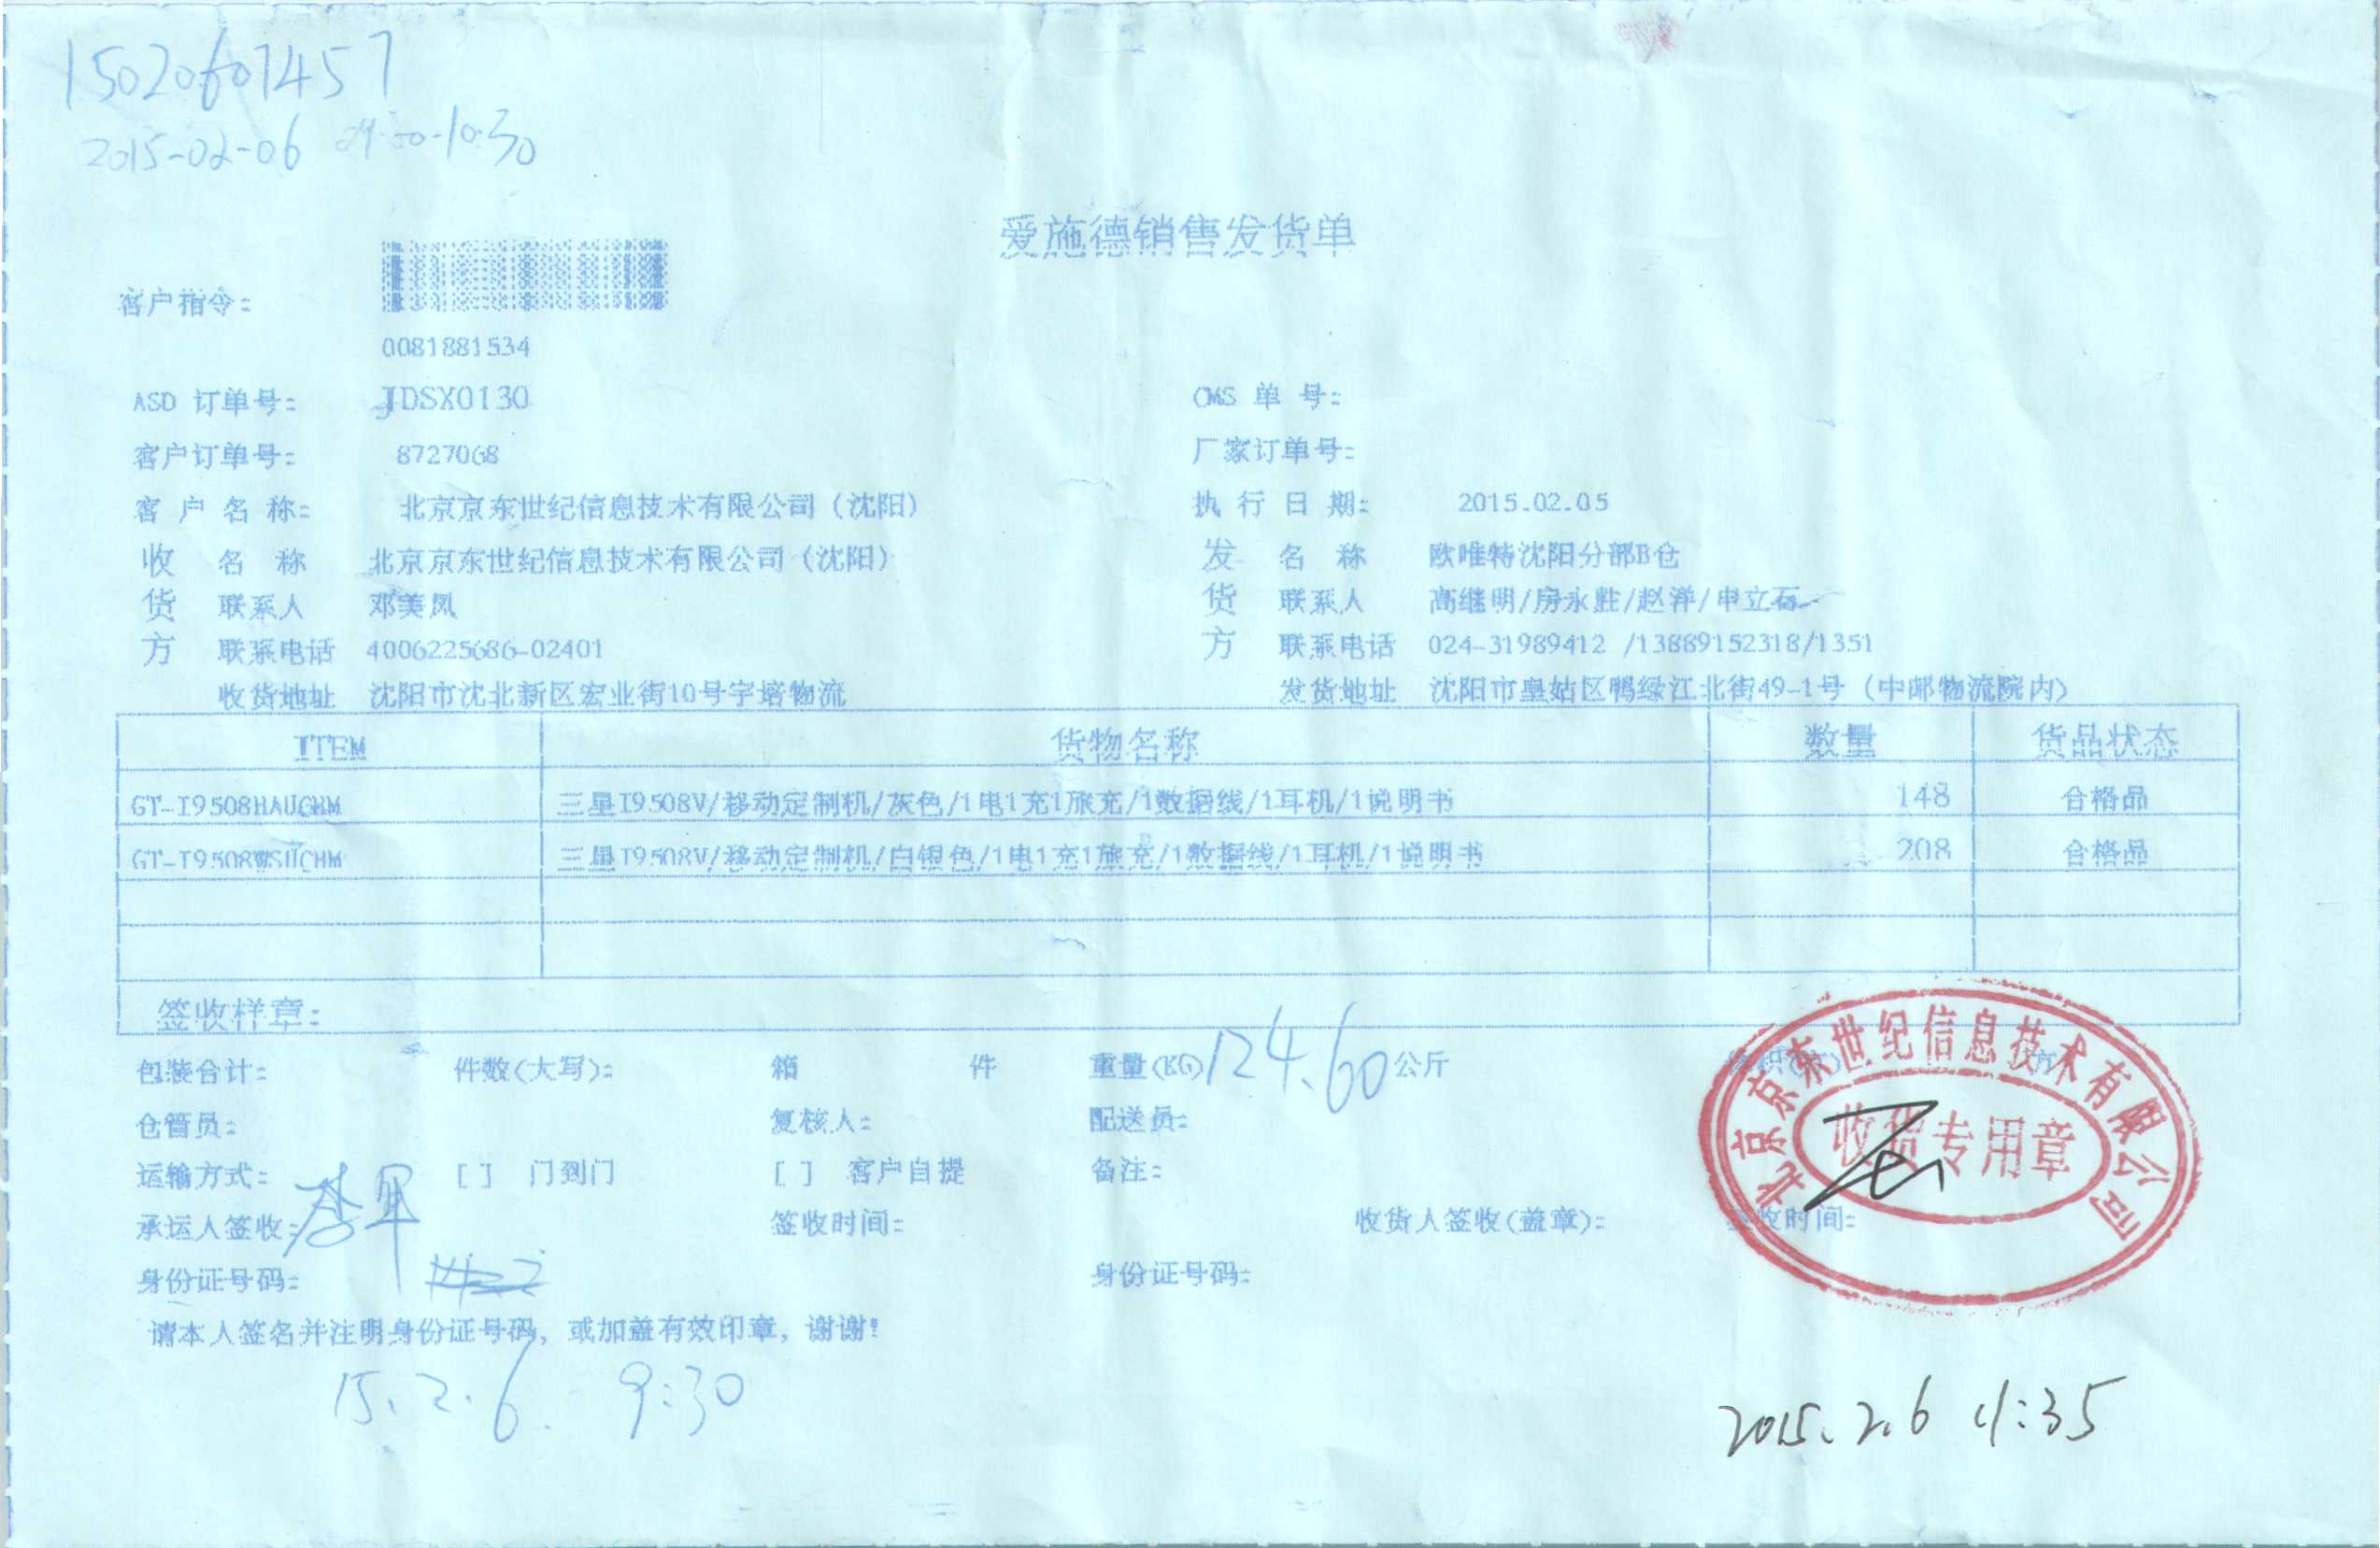 15020607457
2015-02-06 09:30-10:30
爱施德销售发货单
客户指令:
0081881534
ASD 订单号: JDSX0130 CMS 单 号:
客户订单号: 8727068 厂家订单号:
客 户 名 称: 北京京东世纪信息技术有限公司（沈阳） 执 行 日 期: 2015.02.05
收 名 称 北京京东世纪信息技术有限公司（沈阳） 发 名 称 欧唯特沈阳分部B仓
货 联系人 邓美凤 货 联系人 高继明/房永胜/赵洋/申立石
方 联系电话 4006225686-02401 方 联系电话 024-31989412 /13889152318/1351
收货地址 沈阳市沈北新区宏业街10号宇培物流 发货地址 沈阳市皇姑区鸭绿江北街49-1号（中邮物流院内）
ITEM 货物名称 数量 货品状态
GT-I9508HAUCHM 三星I9508V/移动定制机/灰色/1电1充1旅充/1数据线/1耳机/1说明书 148 合格品
GT-I9508WSUCHM 三星I9508V/移动定制机/白银色/1电1充1旅充/1数据线/1耳机/1说明书 208 合格品
签收样章:
包装合计: 件数(大写): 箱 件 重量(KG) 124.60 公斤
仓管员: 复核人: 配送员:
运输方式: [ ] 门到门 [ ] 客户自提 备注:
承运人签收: 签收时间: 收货人签收(盖章): 签收时间:
身份证号码: 身份证号码:
请本人签名并注明身份证号码, 或加盖有效印章, 谢谢!
北京京东世纪信息技术有限公司
收货专用章
15.2.6. 9:30
2015.2.6